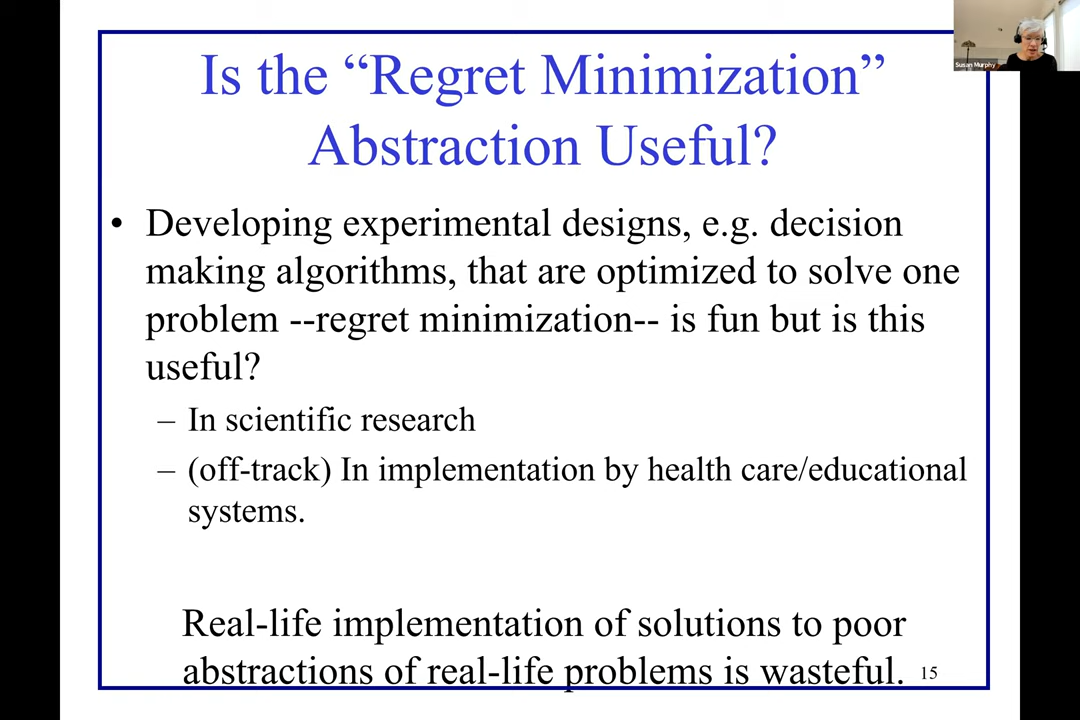 Is the “Regret Minimization”
Abstraction Useful?
• Developing experimental designs, e.g. decision
making algorithms, that are optimized to solve one
problem --regret minimization-- is fun but is this
useful?
– In scientific research
– (off-track) In implementation by health care/educational
systems.
Real-life implementation of solutions to poor
abstractions of real-life problems is wasteful.
15
Susan Murphy